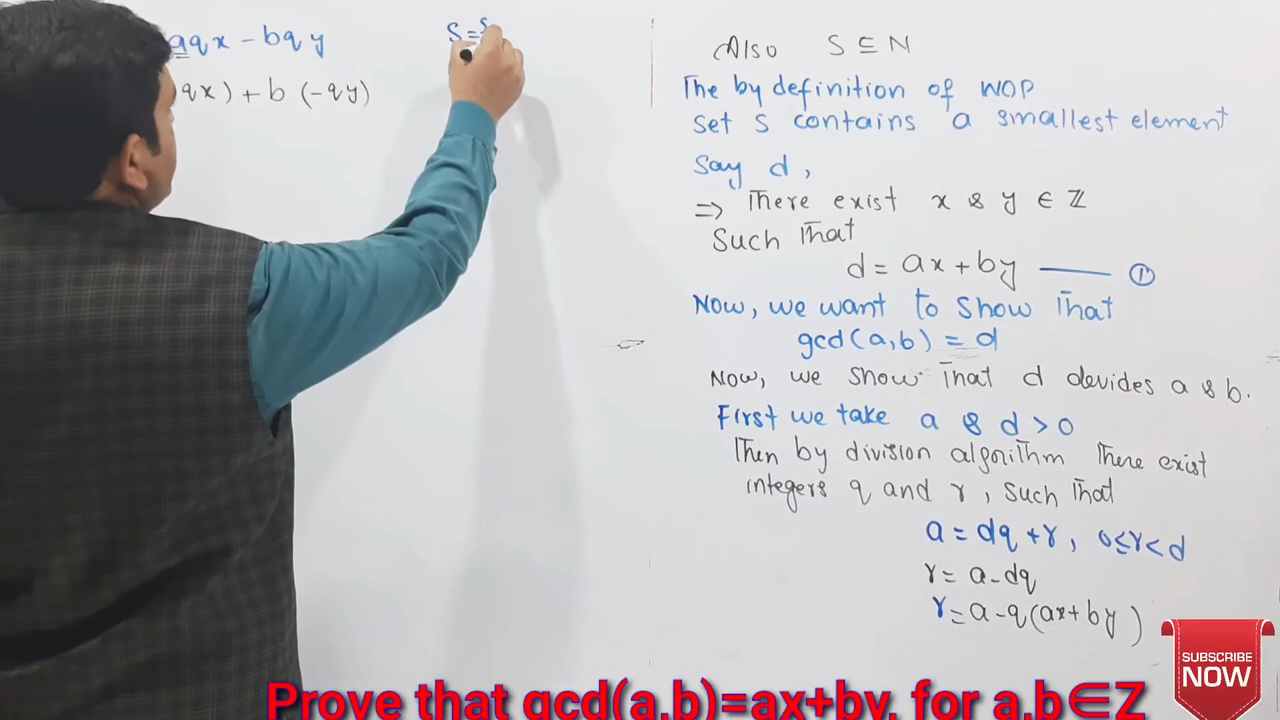 aqx - bqy
qx) + b (-qy)
S = S
Also S ⊆ N
The by definition of WOP
set S contains a smallest element
Say d,
⇒ There exist x & y ∈ ℤ
Such That
d = ax + by ——— ①
Now, we want to show That
gcd(a,b) = d
Now, we show That d devides a & b.
First we take a & d > 0
Then by division algorithm There exist
integers q and r, such That
a = dq + r, 0 ≤ r < d
r = a - dq
r = a - q(ax + by)
SUBSCRIBE
NOW
Prove that gcd(a,b)=ax+by, for a,b∈Z